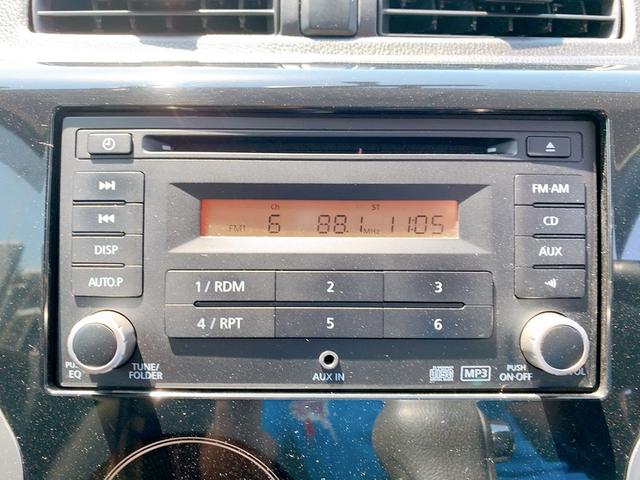 FM·AM
Ch
ST
FM1 6 88.1 MHz 11:05
CD
DISP
AUX
AUTO.P
1 / RDM
2
3
4 / RPT
5
6
EQ
TUNE/
FOLDER
AUX IN
MP3
PUSH
ON·OFF